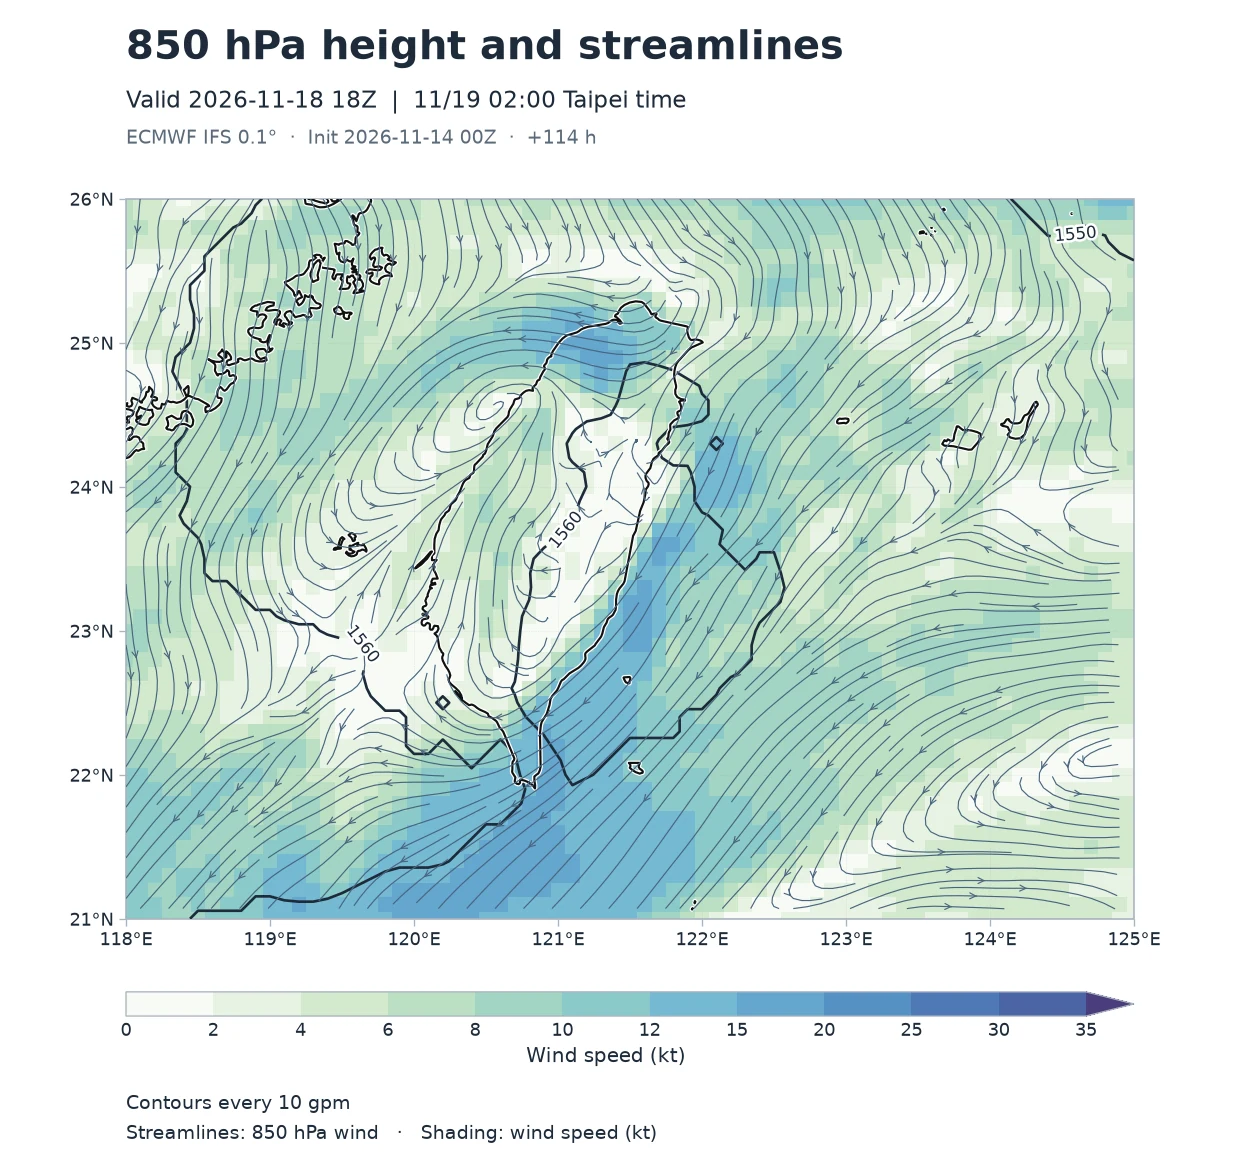 850 hPa height and streamlines
Valid 2026-11-18 18Z | 11/19 02:00 Taipei time
ECMWF IFS 0.1° · Init 2026-11-14 00Z · +114 h
26°N
1550
25°N
24°N
1560
23°N
1560
22°N
21°N
118°E 119°E 120°E 121°E 122°E 123°E 124°E 125°E
0 2 4 6 8 10 12 15 20 25 30 35
Wind speed (kt)
Contours every 10 gpm
Streamlines: 850 hPa wind · Shading: wind speed (kt)